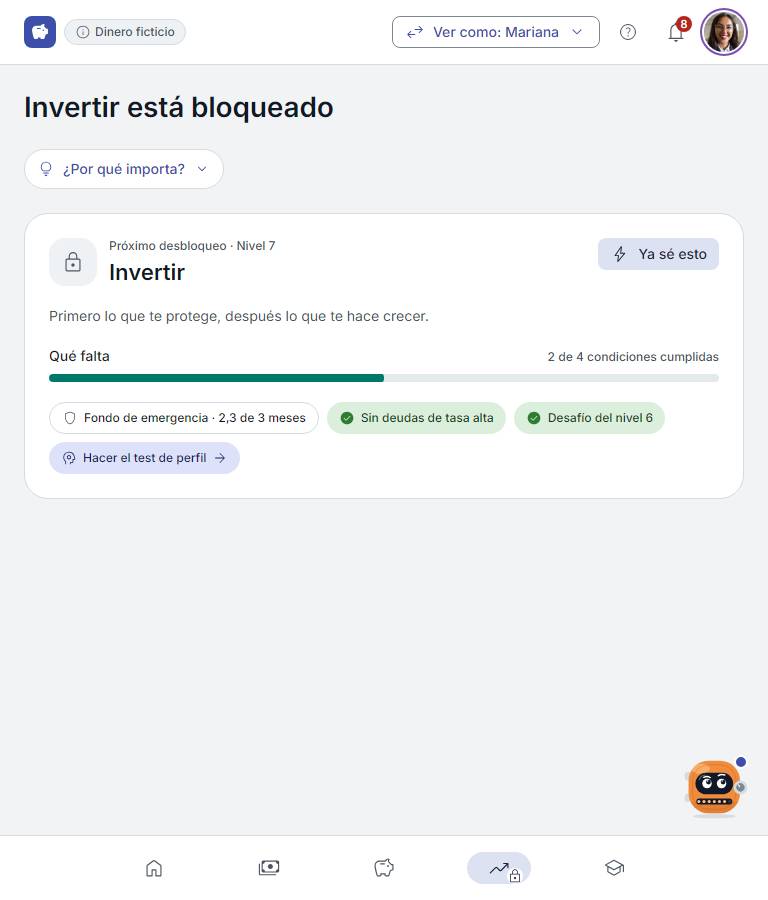 Dinero ficticio
Ver como: Mariana
8
Invertir está bloqueado
¿Por qué importa?
Próximo desbloqueo · Nivel 7
Invertir
Ya sé esto
Primero lo que te protege, después lo que te hace crecer.
Qué falta
2 de 4 condiciones cumplidas
Fondo de emergencia · 2,3 de 3 meses
Sin deudas de tasa alta
Desafío del nivel 6
Hacer el test de perfil